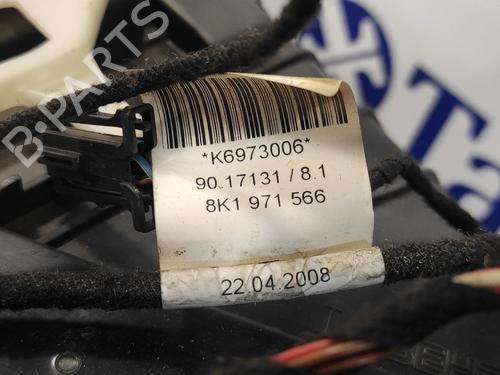 B-PARTS
*K6973006*
90.17131 / 8.1
8K1 971 566
22.04.2008